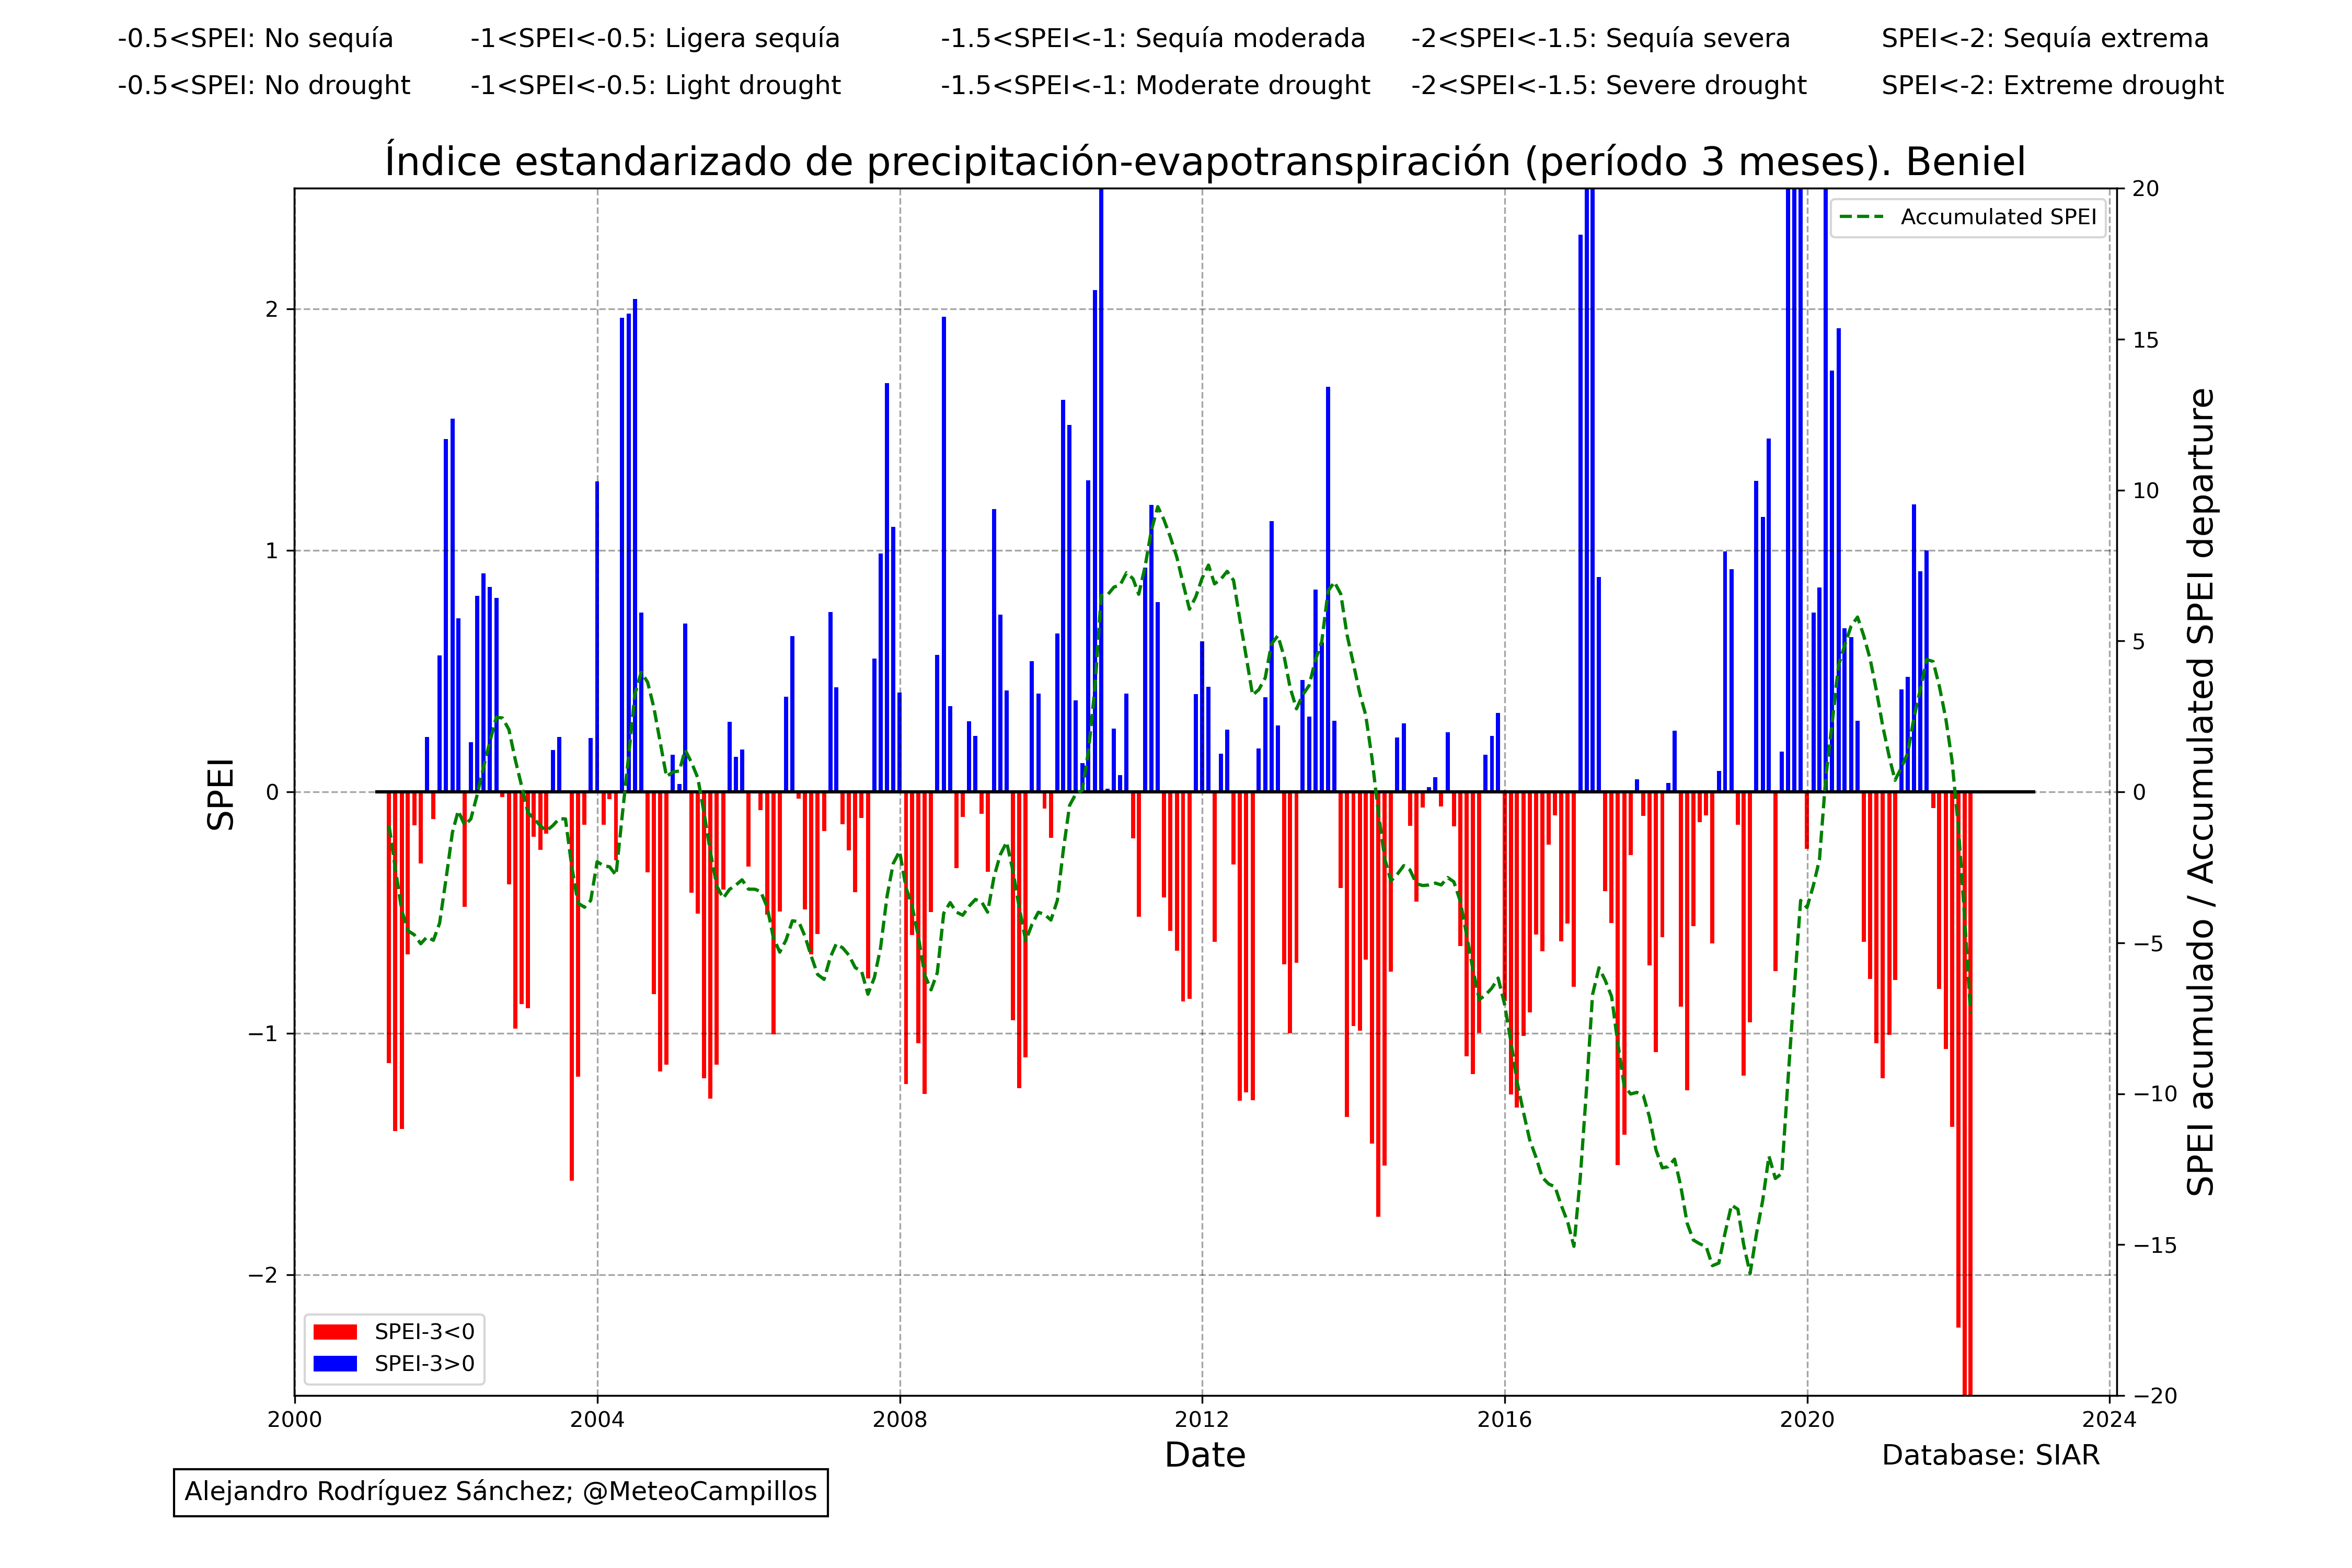 -0.5<SPEI: No sequía -1<SPEI<-0.5: Ligera sequía -1.5<SPEI<-1: Sequía moderada -2<SPEI<-1.5: Sequía severa SPEI<-2: Sequía extrema
-0.5<SPEI: No drought -1<SPEI<-0.5: Light drought -1.5<SPEI<-1: Moderate drought -2<SPEI<-1.5: Severe drought SPEI<-2: Extreme drought
Índice estandarizado de precipitación-evapotranspiración (período 3 meses). Beniel
SPEI
2
1
0
−1
−2
Accumulated SPEI
20
15
10
5
0
−5
−10
−15
−20
SPEI acumulado / Accumulated SPEI departure
SPEI-3<0
SPEI-3>0
2000 2004 2008 2012 2016 2020 2024
Date
Database: SIAR
Alejandro Rodríguez Sánchez; @MeteoCampillos